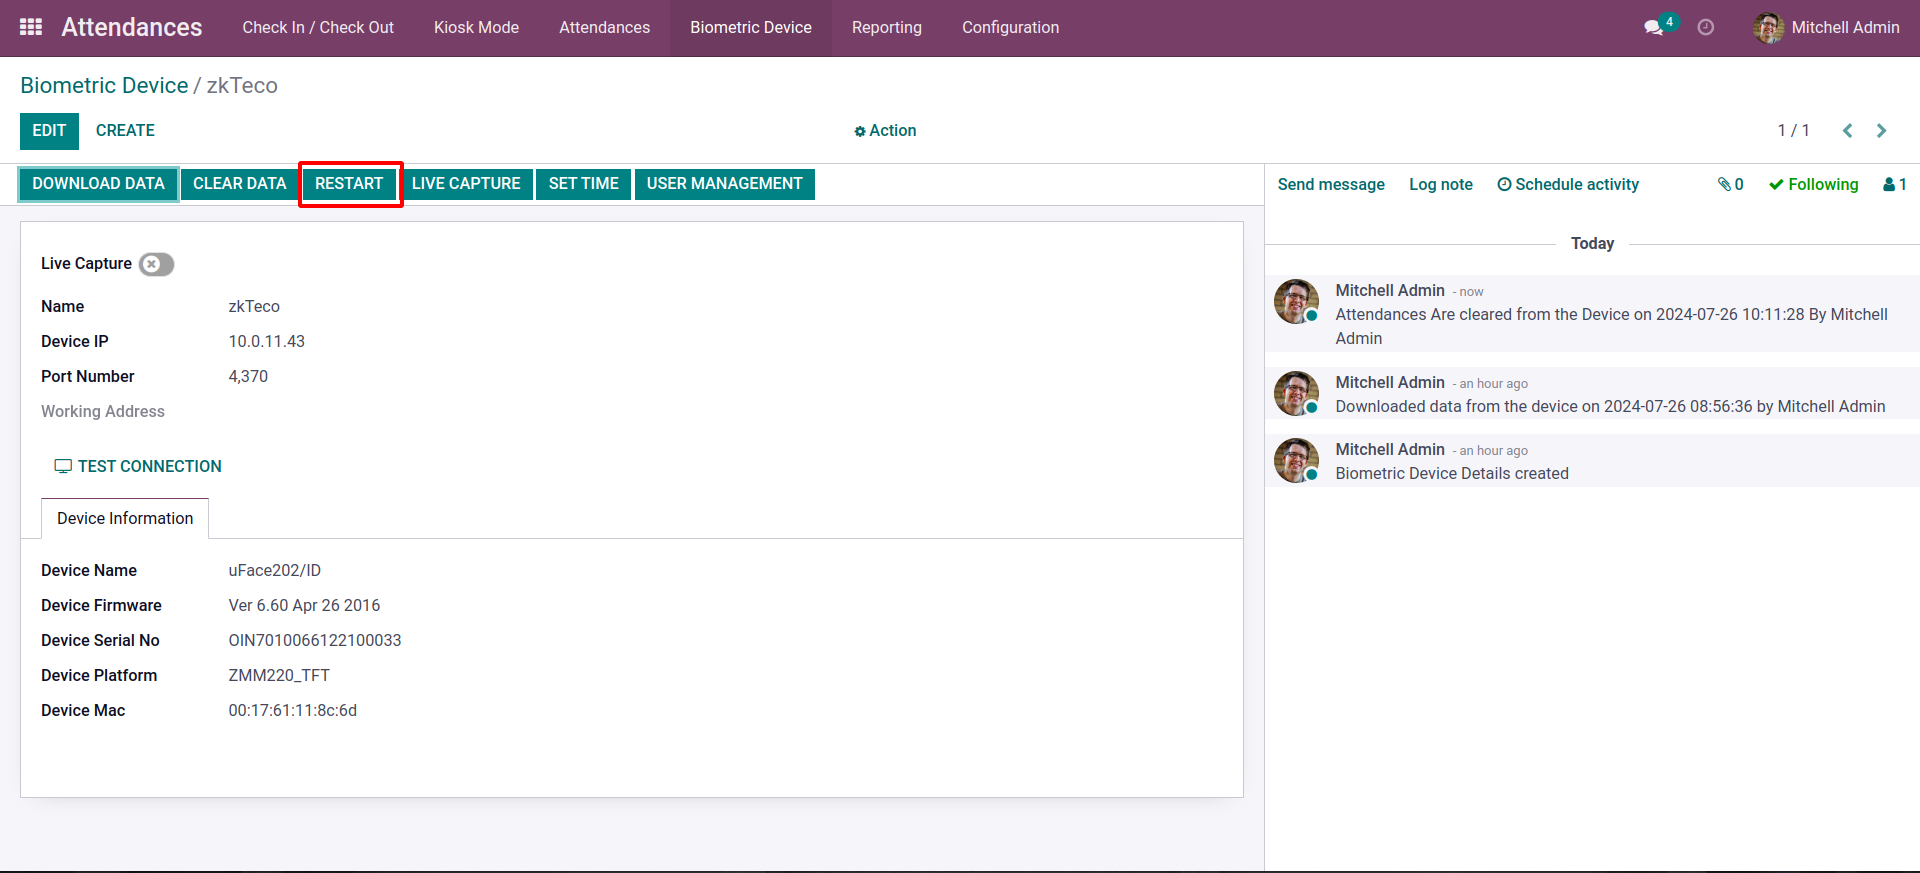 Attendances Check In / Check Out Kiosk Mode Attendances Biometric Device Reporting Configuration 4 Mitchell Admin
Biometric Device / zkTeco
EDIT CREATE Action 1 / 1
DOWNLOAD DATA CLEAR DATA RESTART LIVE CAPTURE SET TIME USER MANAGEMENT
Live Capture
Name zkTeco
Device IP 10.0.11.43
Port Number 4,370
Working Address
TEST CONNECTION
Device Information
Device Name uFace202/ID
Device Firmware Ver 6.60 Apr 26 2016
Device Serial No OIN7010066122100033
Device Platform ZMM220_TFT
Device Mac 00:17:61:11:8c:6d
Send message Log note Schedule activity 0 Following 1
Today
Mitchell Admin - now
Attendances Are cleared from the Device on 2024-07-26 10:11:28 By Mitchell
Admin
Mitchell Admin - an hour ago
Downloaded data from the device on 2024-07-26 08:56:36 by Mitchell Admin
Mitchell Admin - an hour ago
Biometric Device Details created